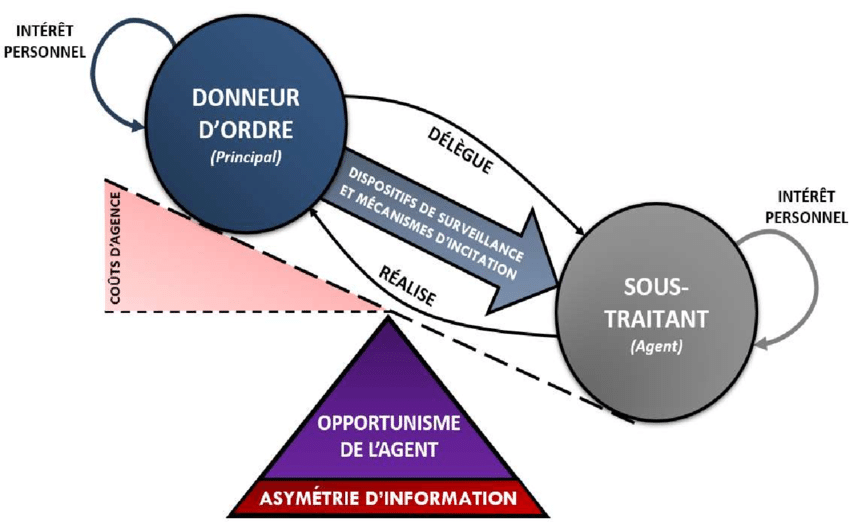 INTÉRÊT
PERSONNEL
DONNEUR
D'ORDRE
(Principal)
DÉLÈGUE
DISPOSITIFS DE SURVEILLANCE
ET MÉCANISMES D'INCITATION
INTÉRÊT
PERSONNEL
COÛTS D'AGENCE
RÉALISE
SOUS-
TRAITANT
(Agent)
OPPORTUNISME
DE L'AGENT
ASYMÉTRIE D'INFORMATION